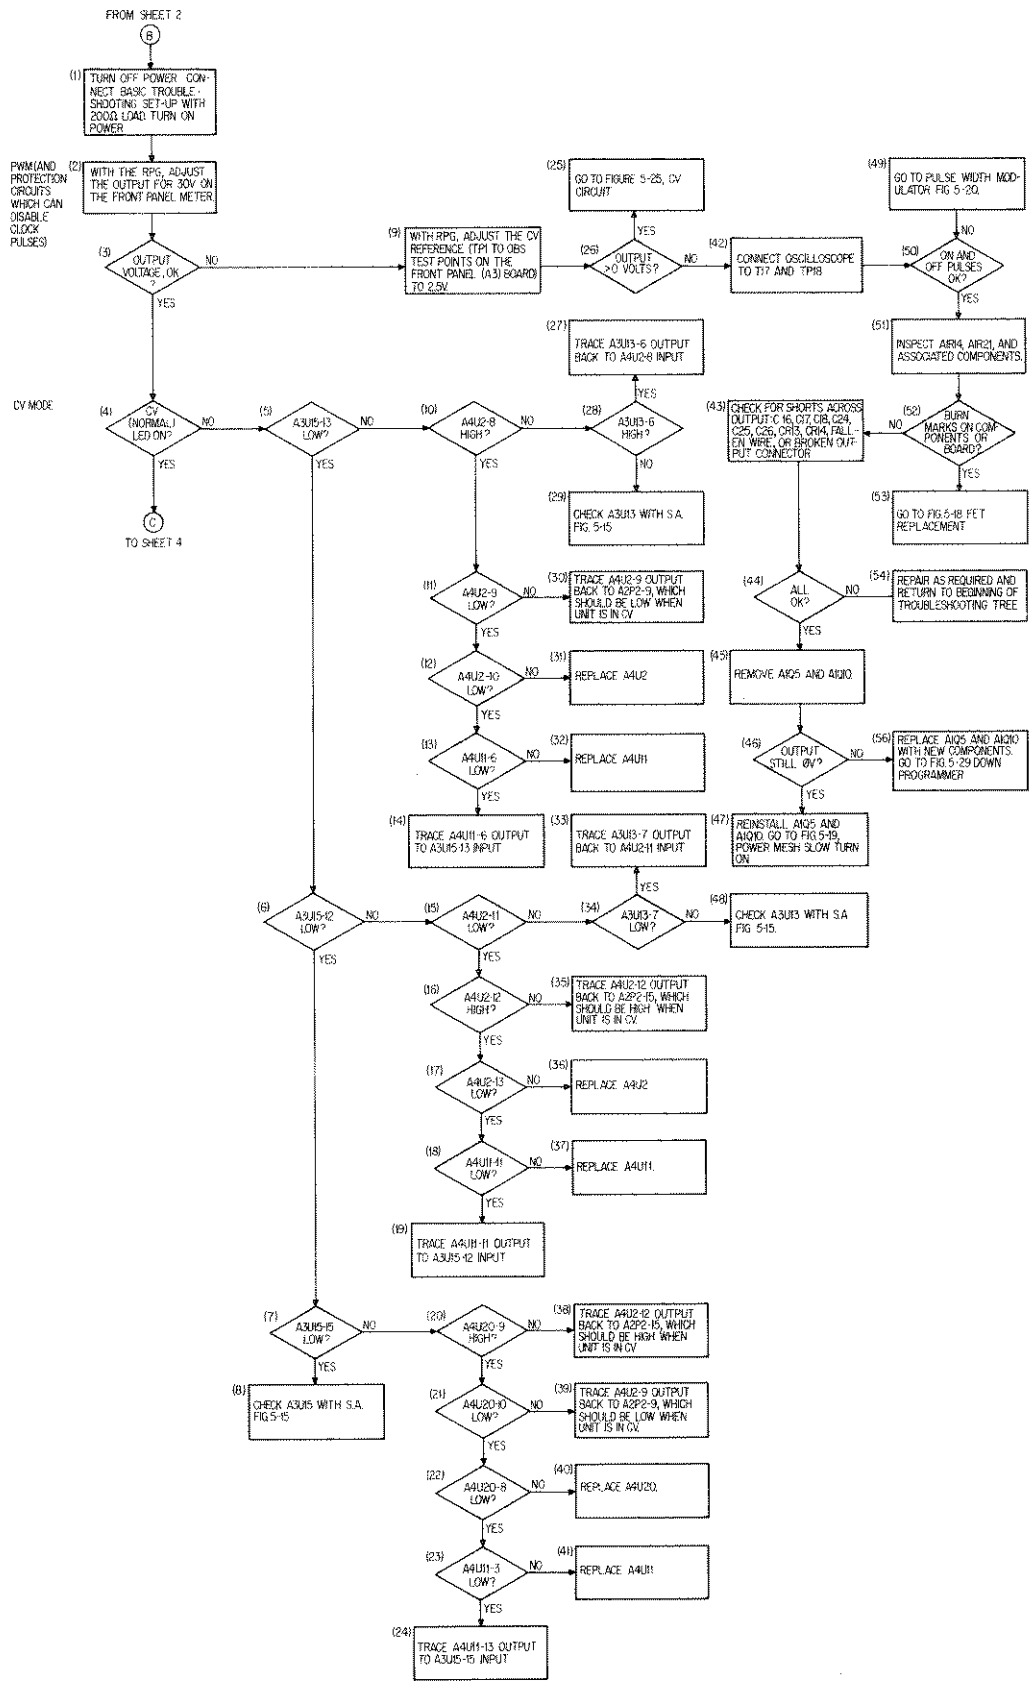 FROM SHEET 2
B
(1)
TURN OFF POWER CON-
NECT BASIC TROUBLE-
SHOOTING SET-UP WITH
200Ω LOAD TURN ON
POWER
PWM (AND
PROTECTION
CIRCUITS
WHICH CAN
DISABLE
CLOCK
PULSES)
(2)
WITH THE RPG, ADJUST
THE OUTPUT FOR 30V ON
THE FRONT PANEL METER.
(3)
OUTPUT
VOLTAGE, OK
?
NO
YES
(9)
WITH RPG, ADJUST THE CV
REFERENCE (TP1 TO OBS
TEST POINTS ON THE
FRONT PANEL (A3) BOARD)
TO 2.5V.
(25)
GO TO FIGURE 5-25, CV
CIRCUIT
YES
(26)
OUTPUT
>0 VOLTS?
NO
(42)
CONNECT OSCILLOSCOPE
TO T17 AND TP18
(49)
GO TO PULSE WIDTH MOD-
ULATOR FIG 5-20.
NO
(50)
ON AND
OFF PULSES
OK?
YES
(51)
INSPECT A1R14, A1R21, AND
ASSOCIATED COMPONENTS.
(52)
BURN
MARKS ON COM-
PONENTS OR
BOARD?
NO
YES
(53)
GO TO FIG.5-18 FET
REPLACEMENT
(43)
CHECK FOR SHORTS ACROSS
OUTPUT: C16, C17, C18, C24,
C25, C26, CR13, CR14, FALL-
EN WIRE, OR BROKEN OUT-
PUT CONNECTOR
(44)
ALL
OK?
NO
YES
(54)
REPAIR AS REQUIRED AND
RETURN TO BEGINNING OF
TROUBLESHOOTING TREE
(45)
REMOVE A1Q5 AND A1Q10.
(46)
OUTPUT
STILL 0V?
NO
YES
(56)
REPLACE A1Q5 AND A1Q10
WITH NEW COMPONENTS.
GO TO FIG.5-29 DOWN
PROGRAMMER
(47)
REINSTALL A1Q5 AND
A1Q10. GO TO FIG.5-19,
POWER MESH SLOW TURN
ON
CV MODE
(4)
CV
(NORMAL)
LED ON?
NO
YES
C
TO SHEET 4
(5)
A3U15-13
LOW?
NO
YES
(10)
A4U2-8
HIGH?
NO
YES
(27)
TRACE A3U13-6 OUTPUT
BACK TO A4U2-8 INPUT
YES
(28)
A3U13-6
HIGH?
NO
(29)
CHECK A3U13 WITH S.A.
FIG. 5-15
(11)
A4U2-9
LOW?
NO
YES
(30)
TRACE A4U2-9 OUTPUT
BACK TO A2P2-9, WHICH
SHOULD BE LOW WHEN
UNIT IS IN CV
(12)
A4U2-10
LOW?
NO
YES
(31)
REPLACE A4U2
(13)
A4U11-6
LOW?
NO
YES
(32)
REPLACE A4U11
(14)
TRACE A4U11-6 OUTPUT
TO A3U15-13 INPUT
(33)
TRACE A3U13-7 OUTPUT
BACK TO A4U2-11 INPUT
YES
(6)
A3U15-12
LOW?
NO
YES
(15)
A4U2-11
LOW?
NO
YES
(34)
A3U13-7
LOW?
NO
(48)
CHECK A3U13 WITH S.A
FIG 5-15.
(16)
A4U2-12
HIGH?
NO
YES
(35)
TRACE A4U2-12 OUTPUT
BACK TO A2P2-15, WHICH
SHOULD BE HIGH WHEN
UNIT IS IN CV.
(17)
A4U2-13
LOW?
NO
YES
(36)
REPLACE A4U2
(18)
A4U11-11
LOW?
NO
YES
(37)
REPLACE A4U11.
(19)
TRACE A4U11-11 OUTPUT
TO A3U15-12 INPUT
(7)
A3U15-15
LOW?
NO
YES
(8)
CHECK A3U15 WITH S.A.
FIG.5-15
(20)
A4U20-9
HIGH?
NO
YES
(38)
TRACE A4U2-12 OUTPUT
BACK TO A2P2-15, WHICH
SHOULD BE HIGH WHEN
UNIT IS IN CV
(21)
A4U20-10
LOW?
NO
YES
(39)
TRACE A4U2-9 OUTPUT
BACK TO A2P2-9, WHICH
SHOULD BE LOW WHEN
UNIT IS IN CV.
(22)
A4U20-8
LOW?
NO
YES
(40)
REPLACE A4U20.
(23)
A4U11-3
LOW?
NO
YES
(41)
REPLACE A4U11
(24)
TRACE A4U11-13 OUTPUT
TO A3U15-15 INPUT